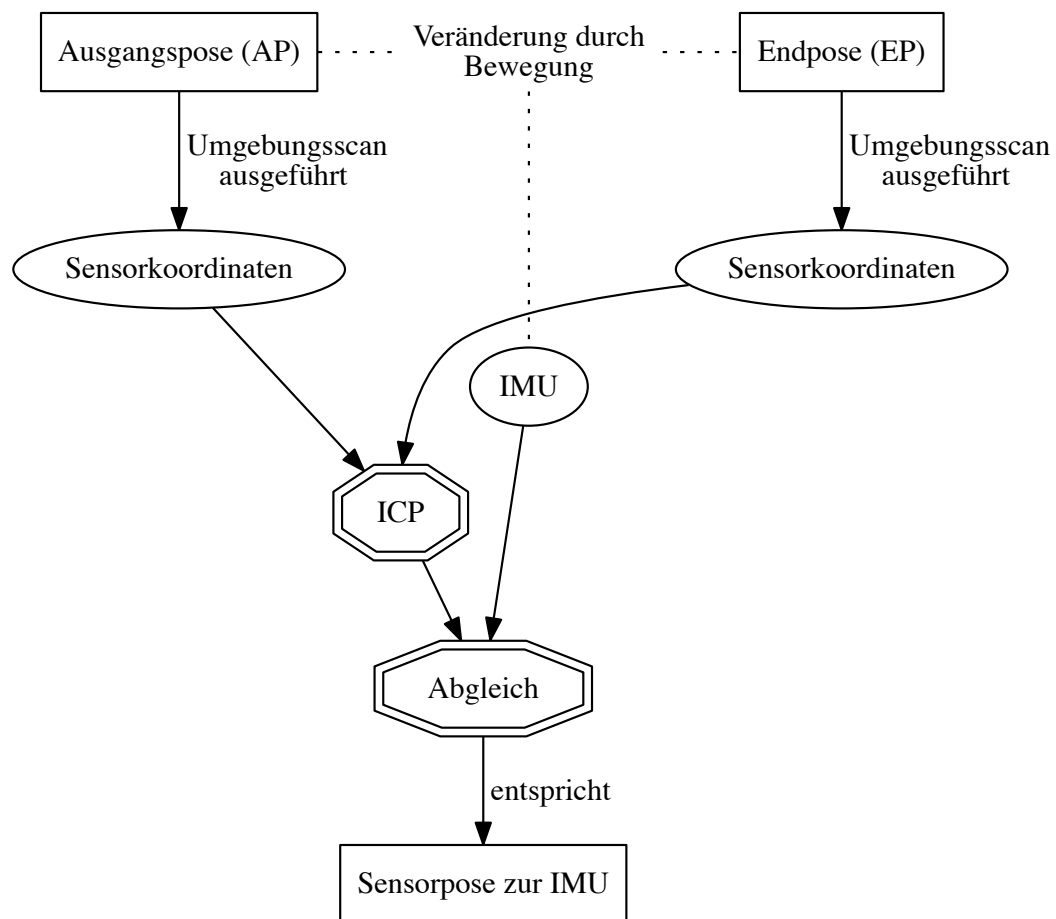 Ausgangspose (AP)
Veränderung durch
Bewegung
Endpose (EP)
Umgebungsscan
ausgeführt
Umgebungsscan
ausgeführt
Sensorkoordinaten
Sensorkoordinaten
IMU
ICP
Abgleich
entspricht
Sensorpose zur IMU